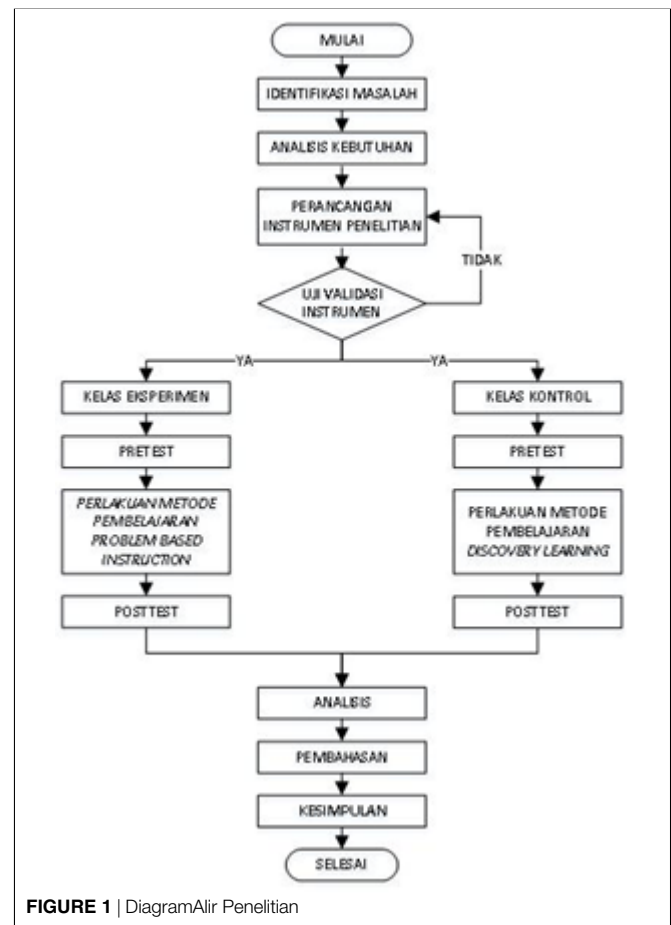 MULAI
IDENTIFIKASI MASALAH
ANALISIS KEBUTUHAN
PERANCANGAN
INSTRUMEN PENELITIAN
TIDAK
UJI VALIDASI
INSTRUMEN
YA
YA
KELAS EKSPERIMEN
PRETEST
PERLAKUAN METODE
PEMBELAJARAN
PROBLEM BASED
INSTRUCTION
POSTTEST
KELAS KONTROL
PRETEST
PERLAKUAN METODE
PEMBELAJARAN
DISCOVERY LEARNING
POSTTEST
ANALISIS
PEMBAHASAN
KESIMPULAN
SELESAI
FIGURE 1 | DiagramAlir Penelitian